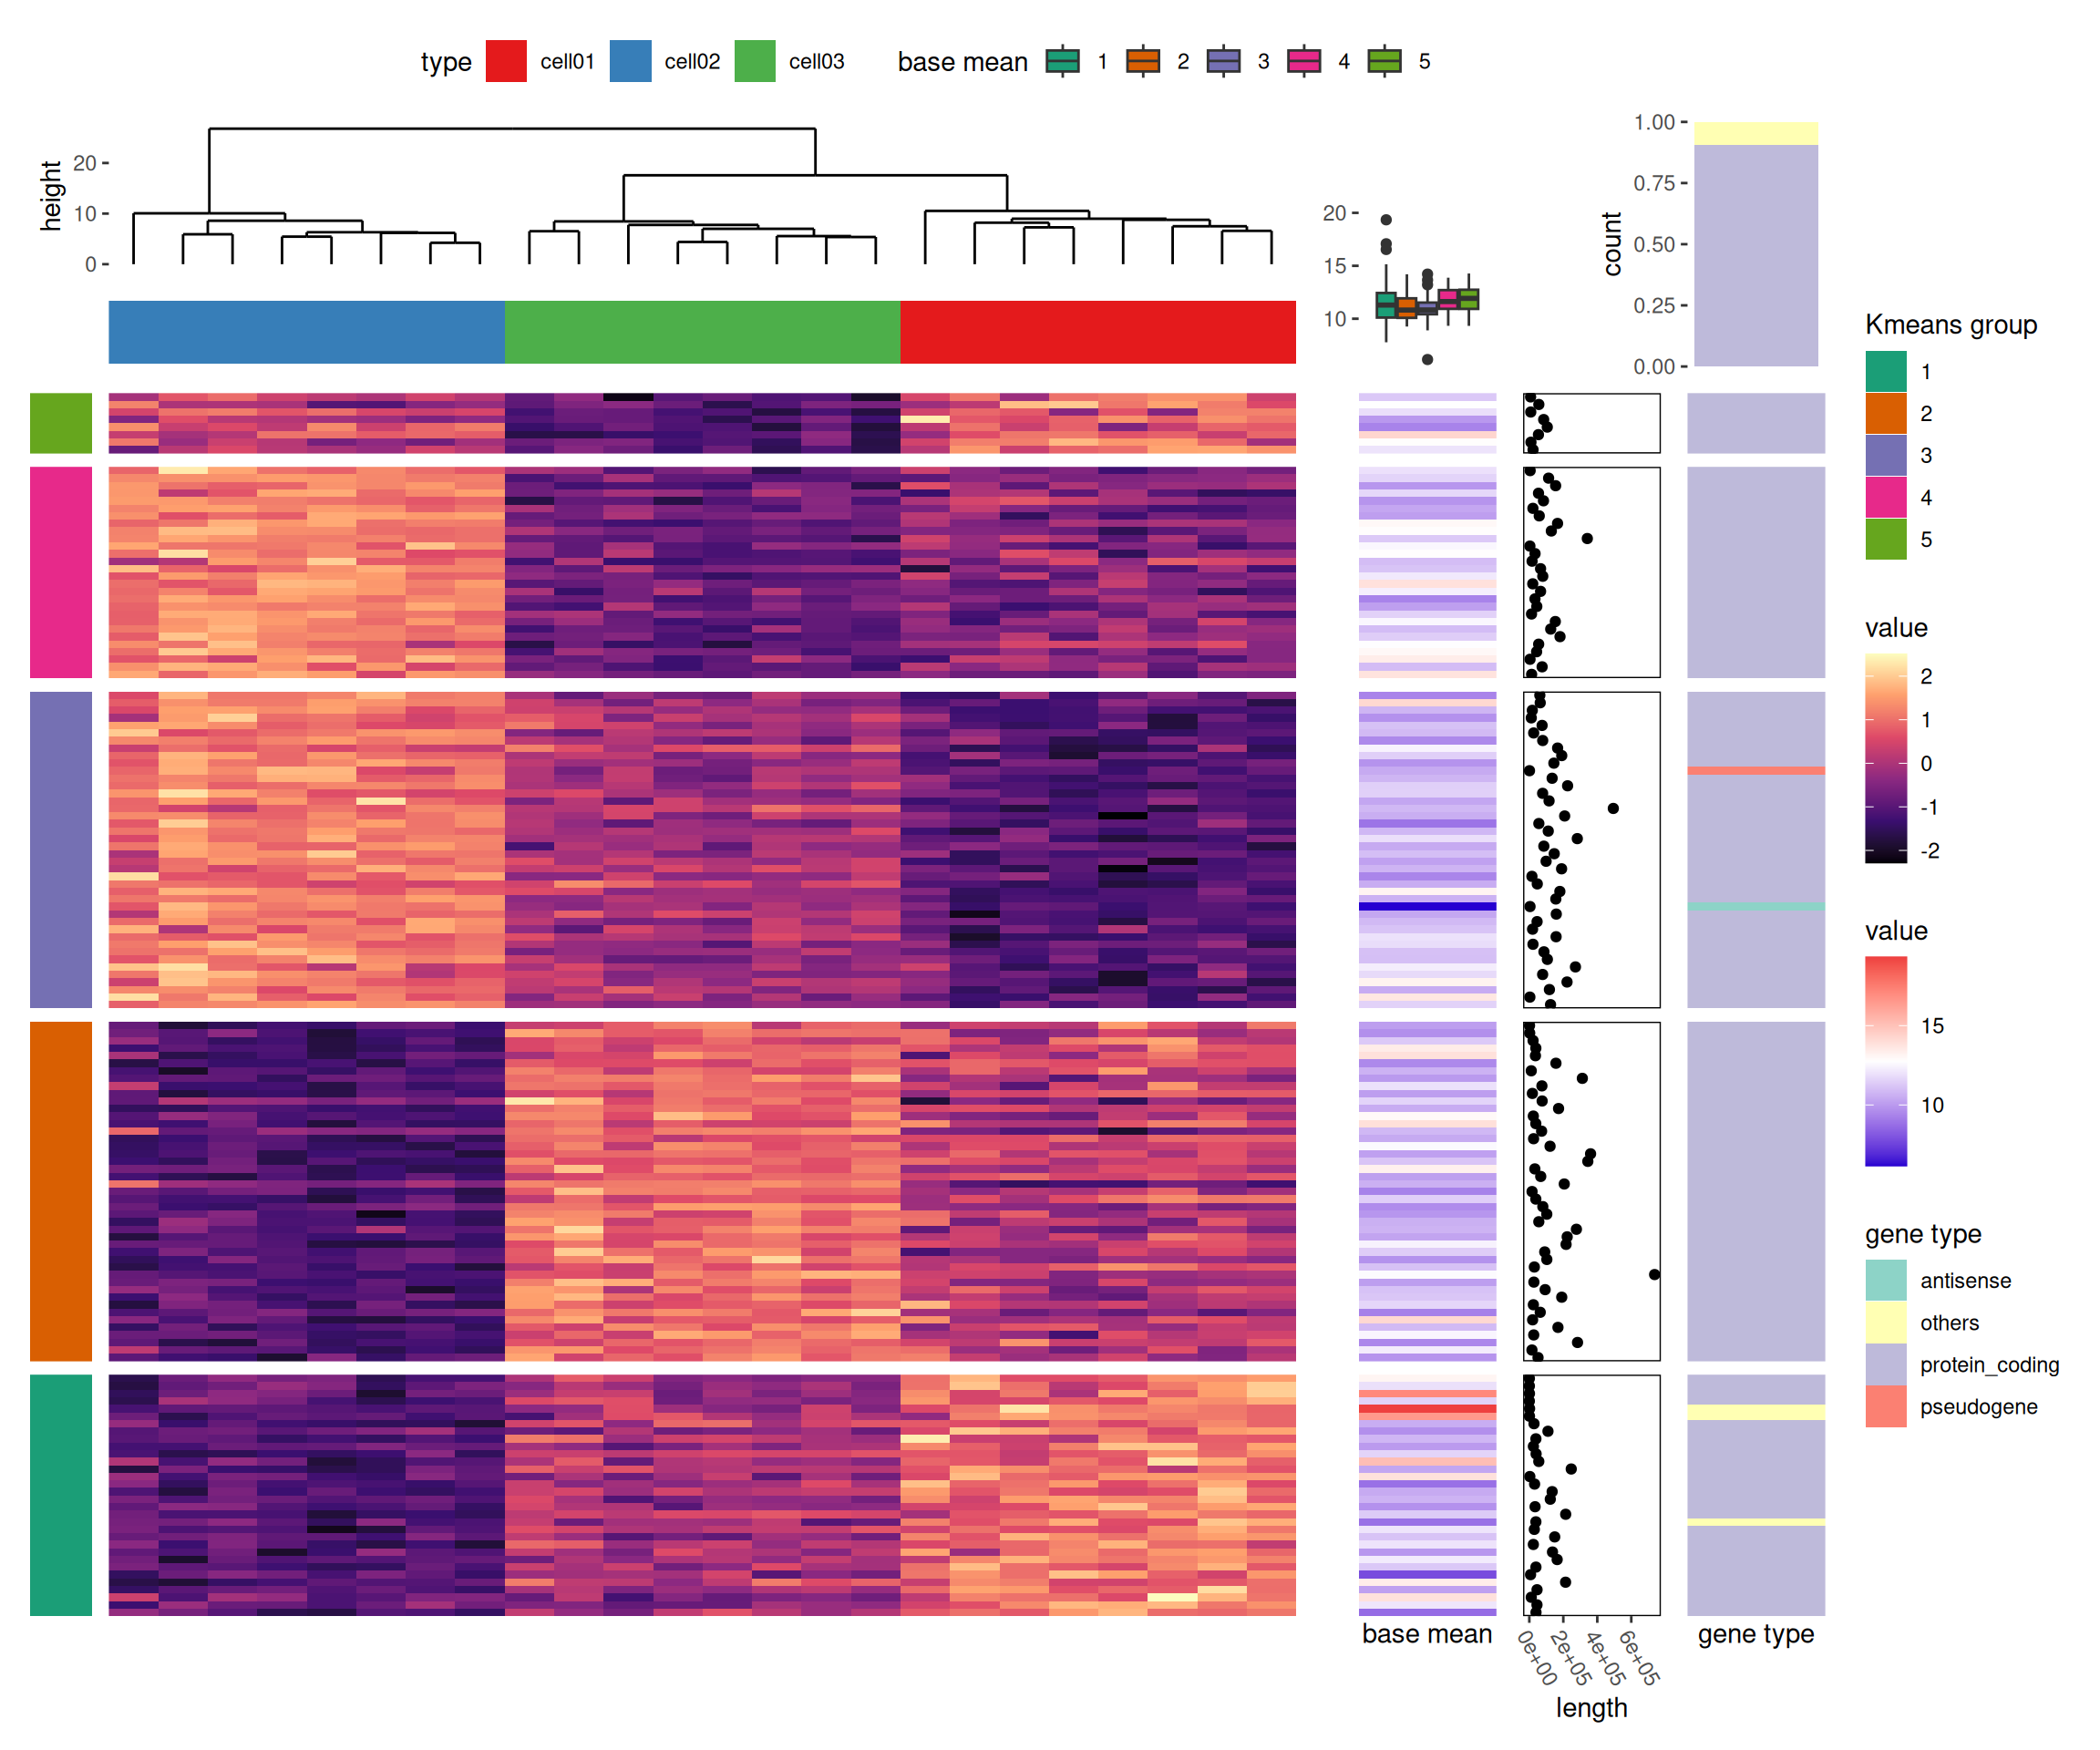 type cell01 cell02 cell03 base mean 1 2 3 4 5
height
20
10
0
20
15
10
count
1.00
0.75
0.50
0.25
0.00
Kmeans group
1
2
3
4
5
value
2
1
0
-1
-2
value
15
10
gene type
antisense
others
protein_coding
pseudogene
base mean
0e+00 2e+05 4e+05 6e+05
length
gene type